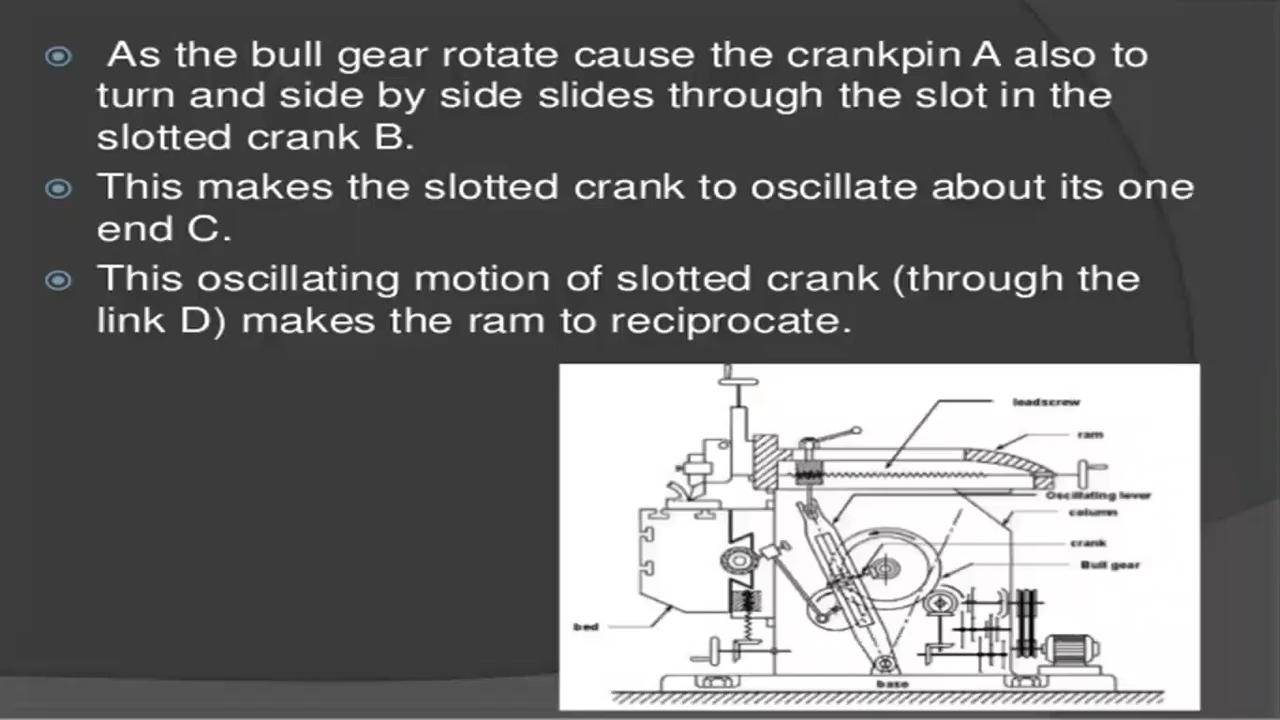 As the bull gear rotate cause the crankpin A also to
turn and side by side slides through the slot in the
slotted crank B.
This makes the slotted crank to oscillate about its one
end C.
This oscillating motion of slotted crank (through the
link D) makes the ram to reciprocate.
leadscrew
ram
Oscillating lever
column
crank
Bull gear
bed
base